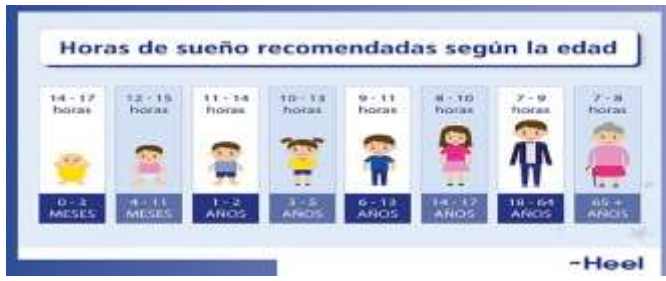 Horas de sueño recomendadas según la edad
14 - 17 horas
12 - 15 horas
11 - 14 horas
10 - 13 horas
9 - 11 horas
8 - 10 horas
7 - 9 horas
7 - 8 horas
0 - 3 MESES
4 - 11 MESES
1 - 2 AÑOS
3 - 5 AÑOS
6 - 13 AÑOS
14 - 17 AÑOS
18 - 64 AÑOS
65 + AÑOS
-Heel